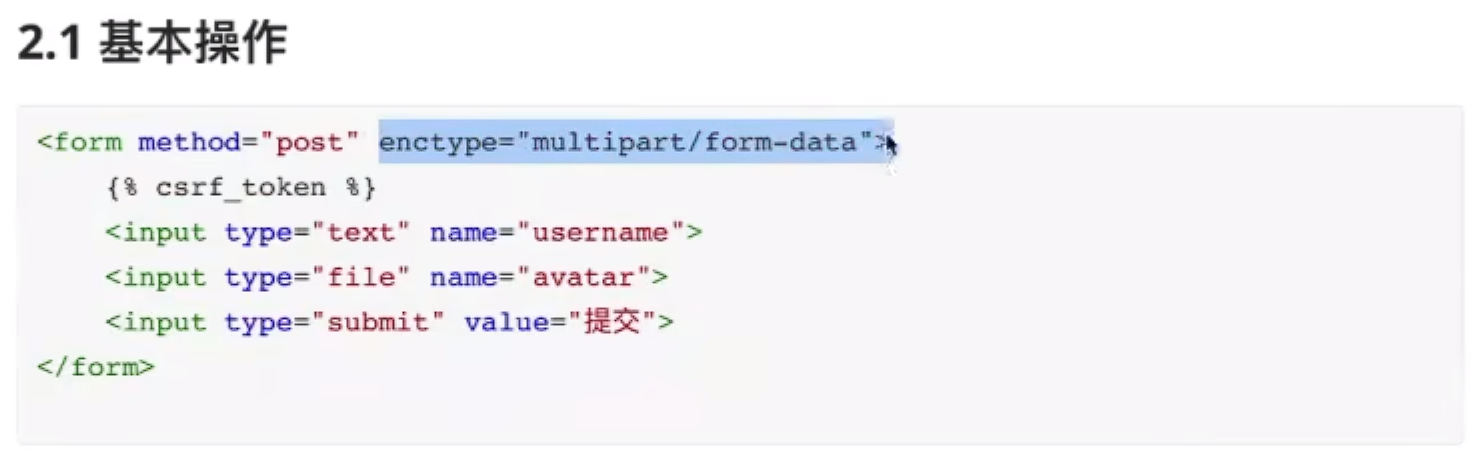 2.1 基本操作
<form method="post" enctype="multipart/form-data">
{% csrf_token %}
<input type="text" name="username">
<input type="file" name="avatar">
<input type="submit" value="提交">
</form>